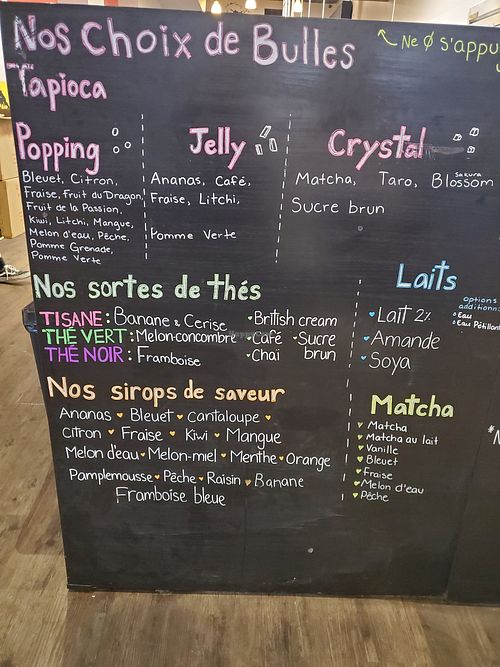 Nos Choix de Bulles
Ne Ø s'appu
Tapioca
Popping
Bleuet, Citron,
Fraise, Fruit du Dragon,
Fruit de la Passion,
Kiwi, Litchi, Mangue,
Melon d'eau, Pêche,
Pomme Grenade,
Pomme Verte
Jelly
Ananas, Café,
Fraise, Litchi,
Pomme Verte
Crystal
Matcha, Taro, Sakura Blossom
Sucre brun
Nos sortes de thés
TISANE: Banane & Cerise
THÉ VERT: Melon-concombre
THÉ NOIR: Framboise
British cream
Café
Sucre brun
Chai
Laits
Lait 2%
Amande
Soya
Options
additionn
Eau
Eau Pétillant
Nos sirops de saveur
Ananas Bleuet Cantaloupe
Citron Fraise Kiwi Mangue
Melon deau Melon-miel Menthe Orange
Pamplemousse Pêche Raisin Banane
Framboise bleue
Matcha
Matcha
Matcha au lait
Vanille
Bleuet
Fraise
Melon d'eau
Pêche